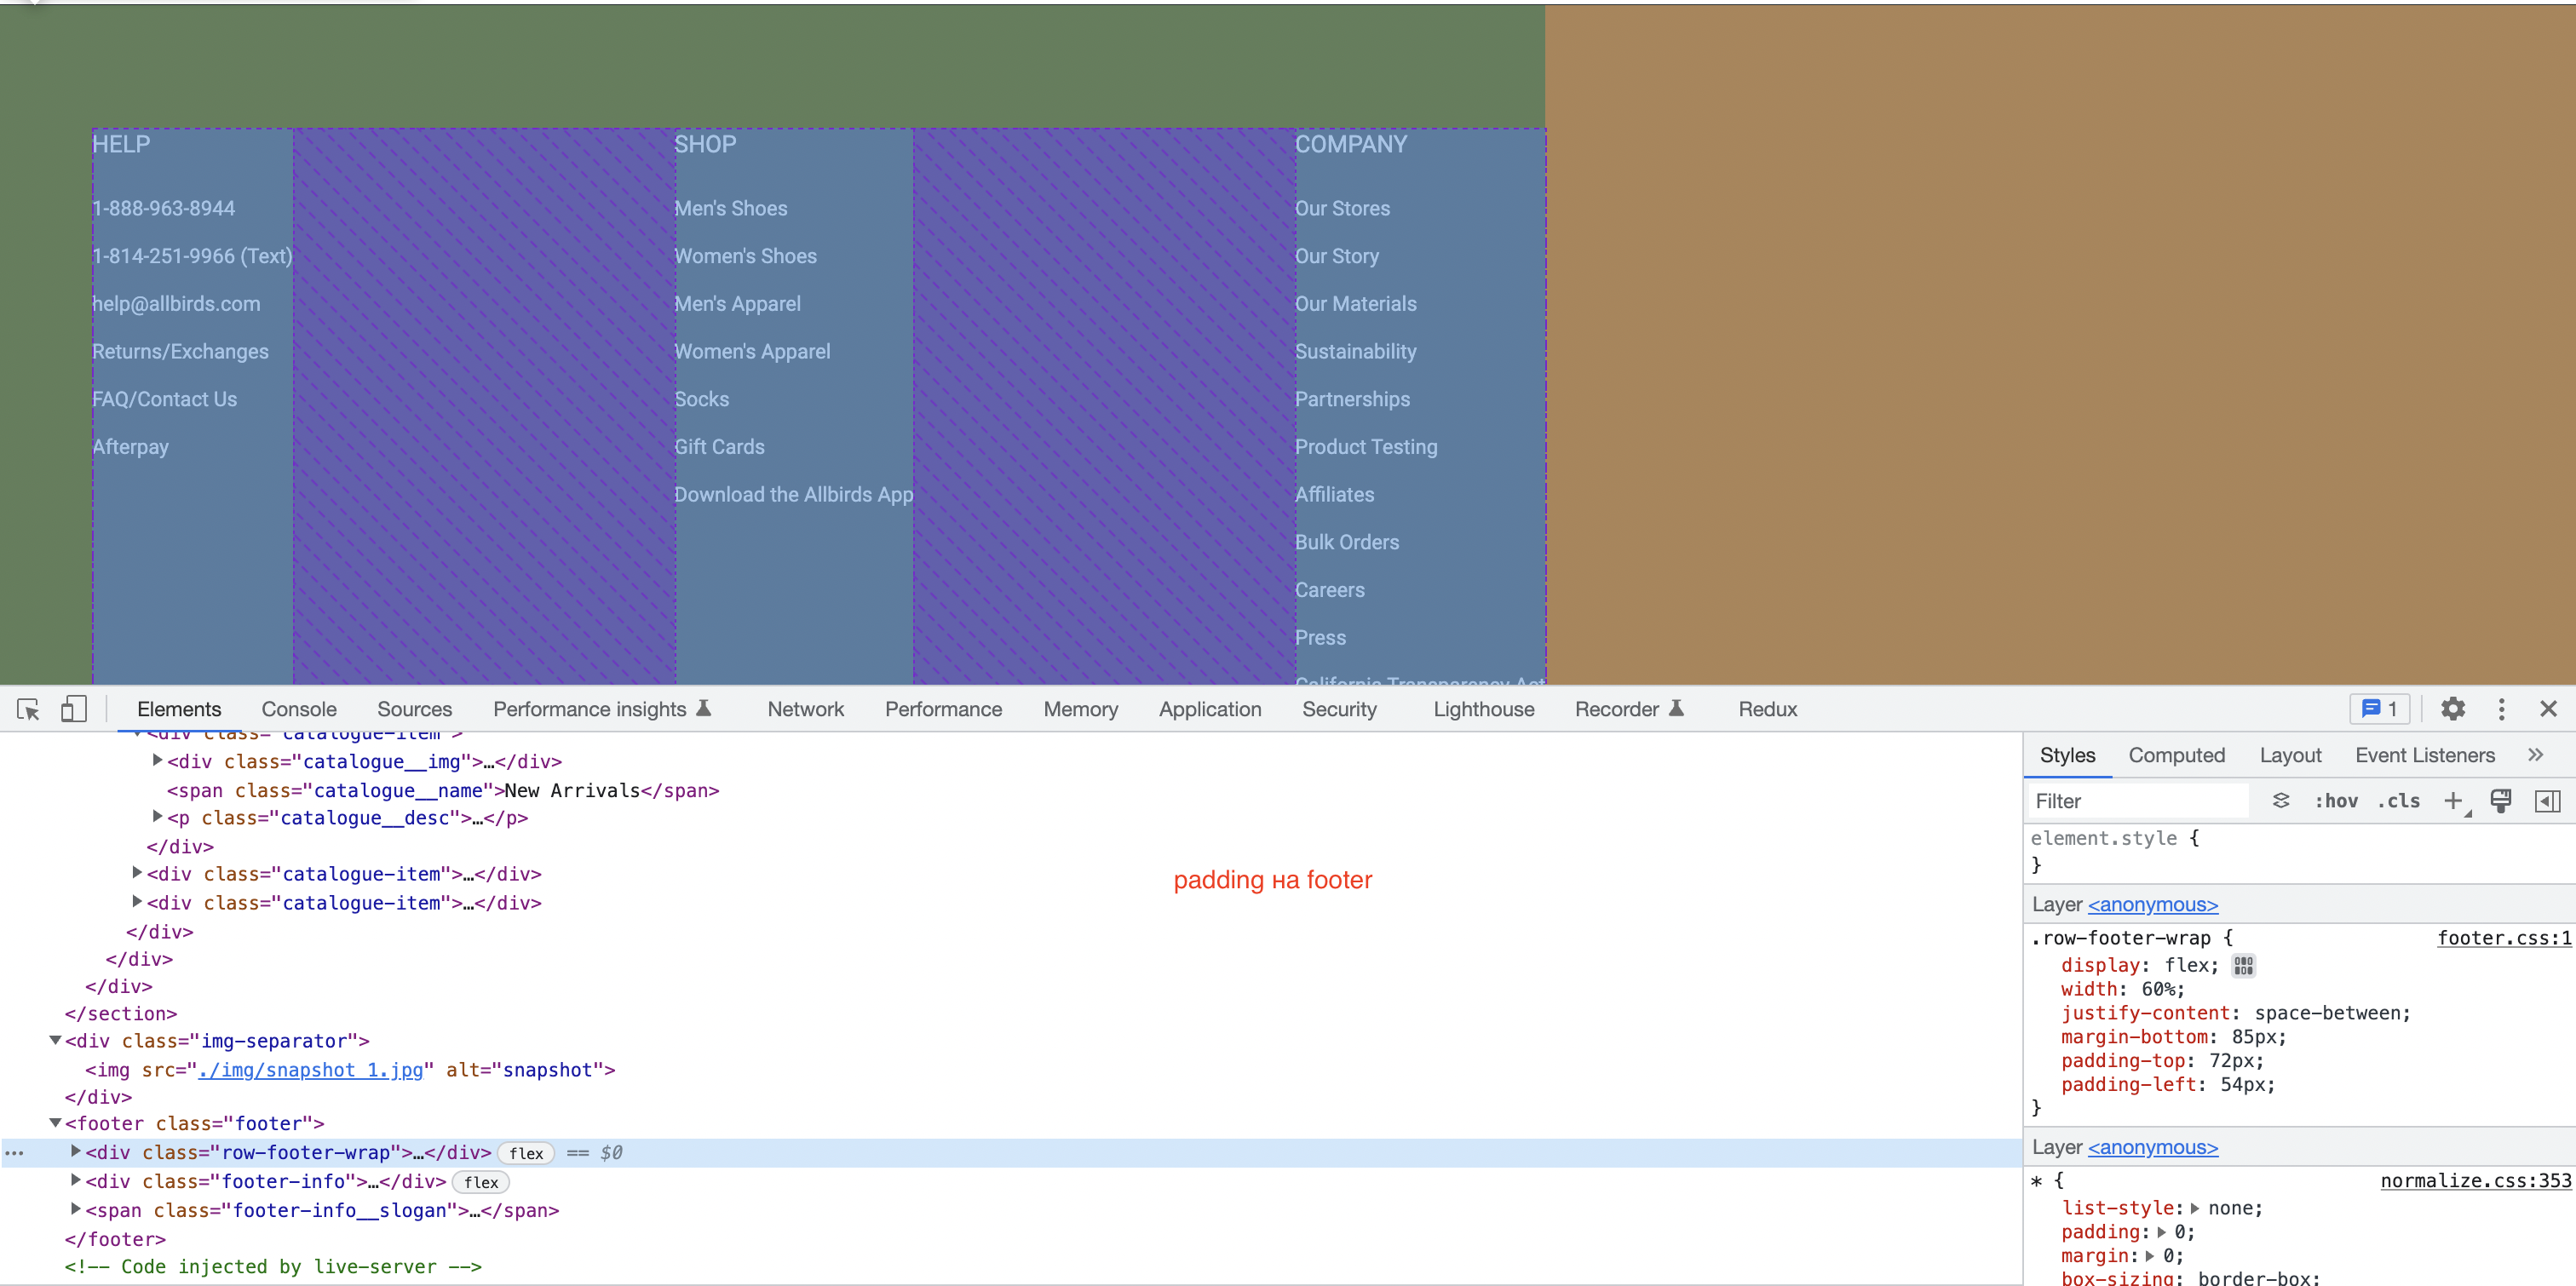 HELP
SHOP
COMPANY
1-888-963-8944
Men's Shoes
Our Stores
1-814-251-9966 (Text)
Women's Shoes
Our Story
help@allbirds.com
Men's Apparel
Our Materials
Returns/Exchanges
Women's Apparel
Sustainability
FAQ/Contact Us
Socks
Partnerships
Afterpay
Gift Cards
Product Testing
Download the Allbirds App
Affiliates
Bulk Orders
Careers
Press
California Transparency Act
Elements Console Sources Performance insights Network Performance Memory Application Security Lighthouse Recorder Redux 1
<div class="catalogue-item">
<div class="catalogue__img">…</div>
<span class="catalogue__name">New Arrivals</span>
<p class="catalogue__desc">…</p>
</div>
<div class="catalogue-item">…</div>
<div class="catalogue-item">…</div>
</div>
</div>
</div>
</section>
<div class="img-separator">
<img src="./img/snapshot_1.jpg" alt="snapshot">
</div>
<footer class="footer">
<div class="row-footer-wrap">…</div> flex == $0
<div class="footer-info">…</div> flex
<span class="footer-info__slogan">…</span>
</footer>
<!-- Code injected by live-server -->
padding на footer
Styles Computed Layout Event Listeners
Filter :hov .cls
element.style {
}
Layer <anonymous>
.row-footer-wrap { footer.css:1
display: flex;
width: 60%;
justify-content: space-between;
margin-bottom: 85px;
padding-top: 72px;
padding-left: 54px;
}
Layer <anonymous>
* { normalize.css:353
list-style: none;
padding: 0;
margin: 0;
box-sizing: border-box;